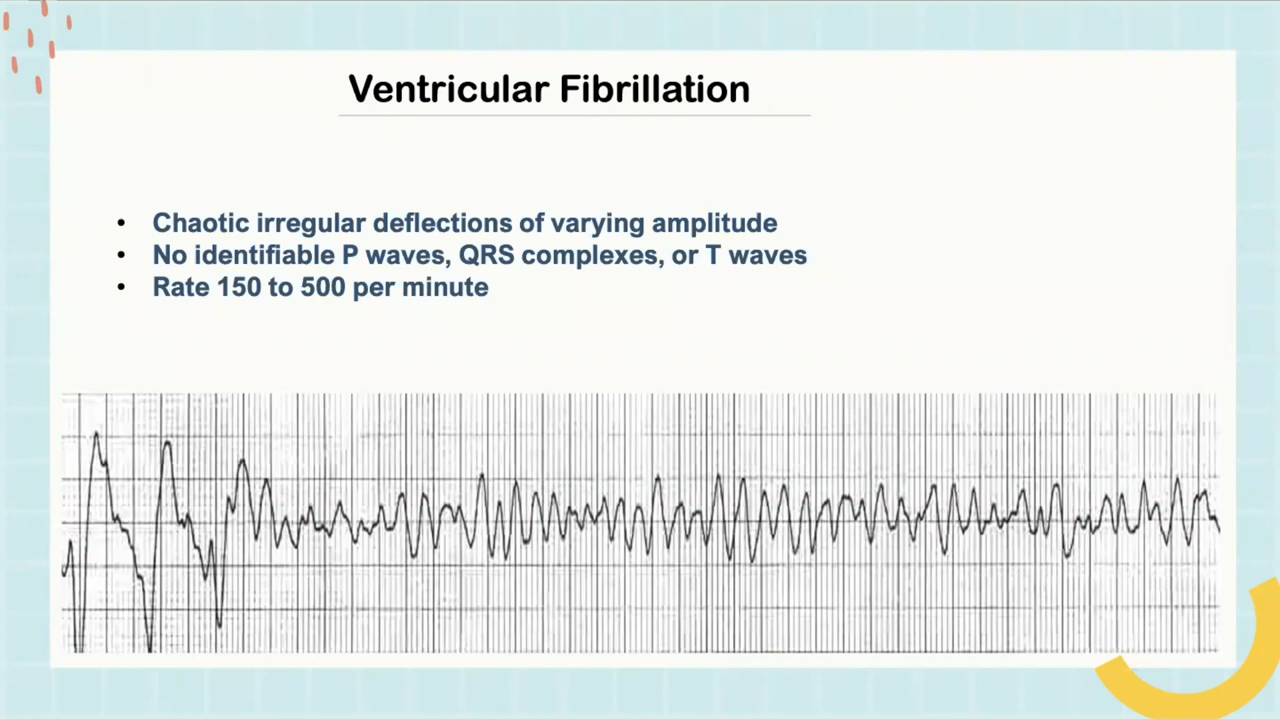 Ventricular Fibrillation
• Chaotic irregular deflections of varying amplitude
• No identifiable P waves, QRS complexes, or T waves
• Rate 150 to 500 per minute